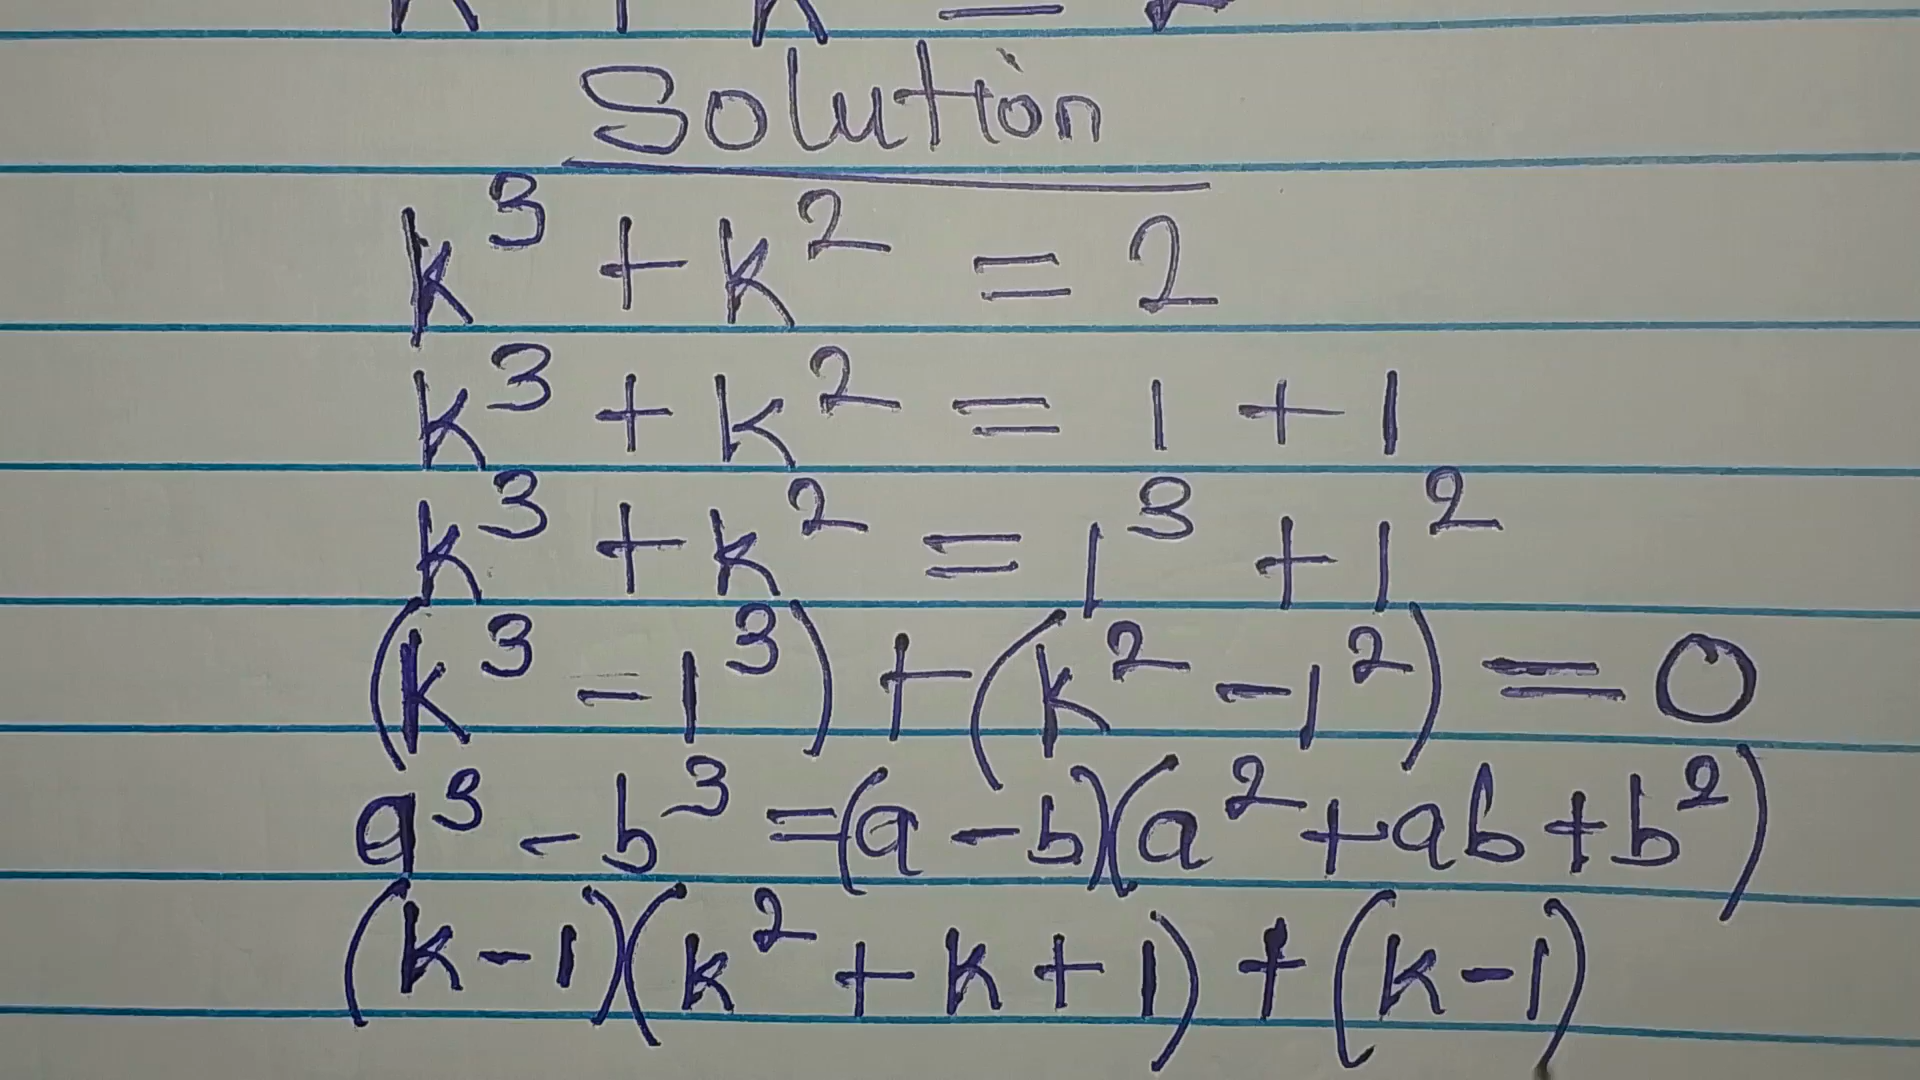 Solution
k³ + k² = 2
k³ + k² = 1 + 1
k³ + k² = 1³ + 1²
(k³ - 1³) + (k² - 1²) = 0
a³ - b³ = (a - b)(a² + ab + b²)
(k - 1)(k² + k + 1) + (k - 1)